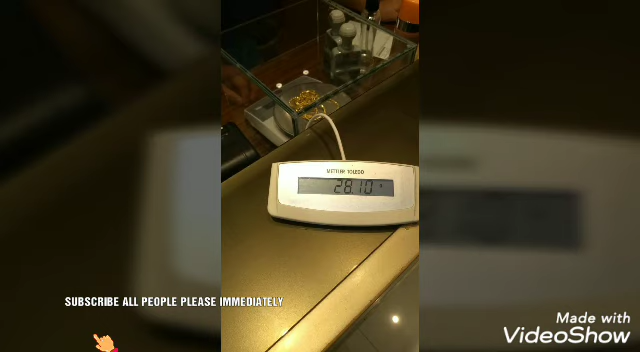 METTLER TOLEDO
28.10
SUBSCRIBE ALL PEOPLE PLEASE IMMEDIATELY
Made with
VideoShow